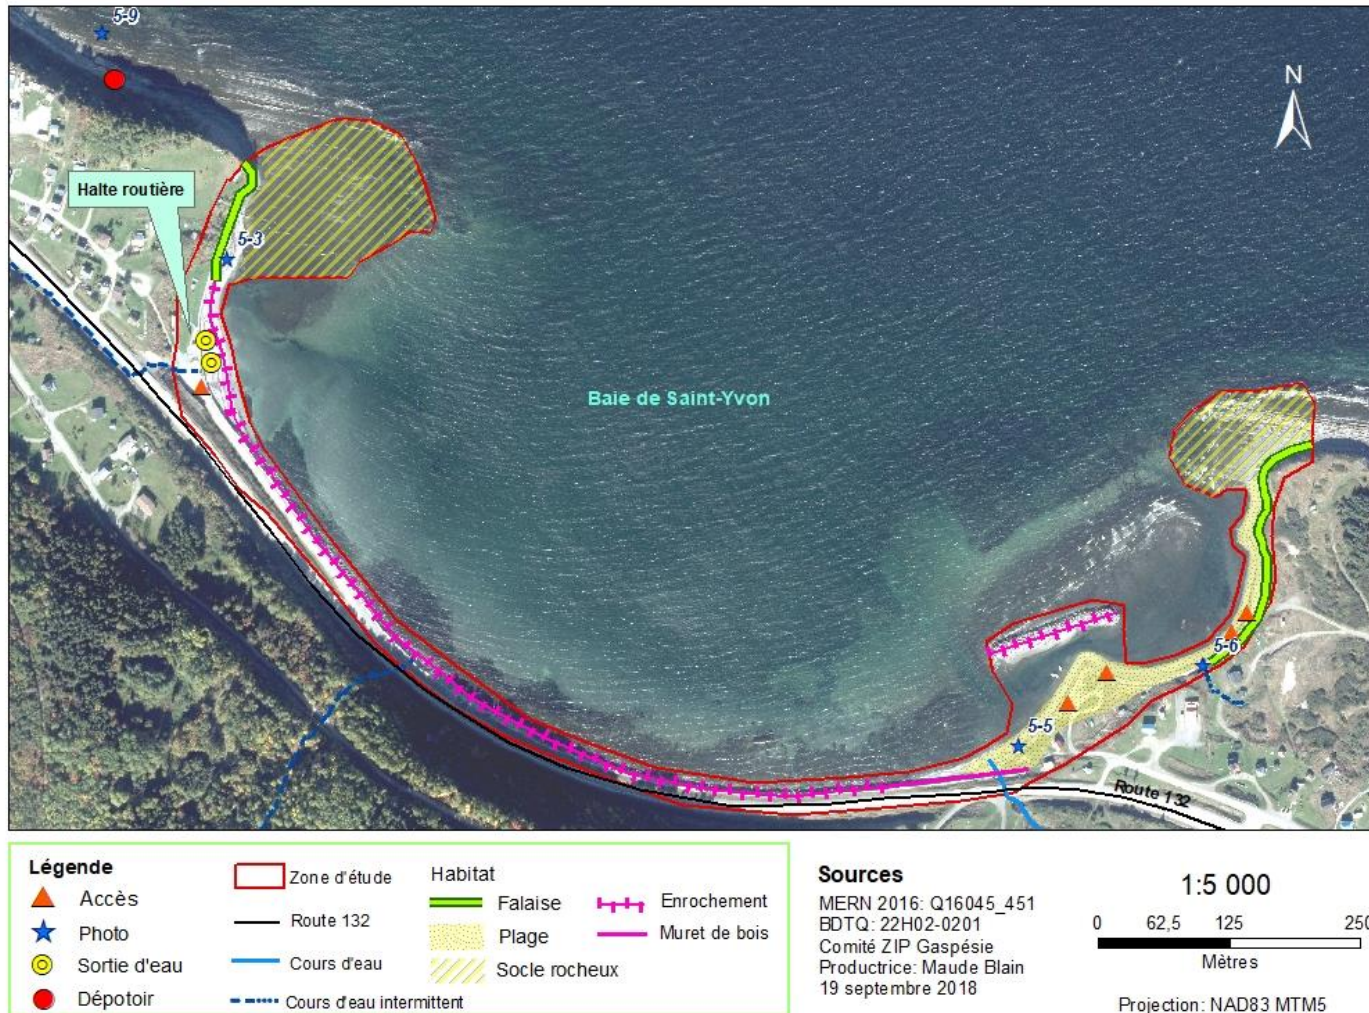 5-9
N
Halte routière
5-3
Baie de Saint-Yvon
5-6
5-5
Route 132
Légende
Accès
Photo
Sortie d'eau
Dépotoir
Zone d'étude
Route 132
Cours d'eau
Cours d'eau intermittent
Habitat
Falaise
Plage
Socle rocheux
Enrochement
Muret de bois
Sources
MERN 2016: Q16045_451
BDTQ: 22H02-0201
Comité ZIP Gaspésie
Productrice: Maude Blain
19 septembre 2018
1:5 000
0 62,5 125 250
Mètres
Projection: NAD83 MTM5